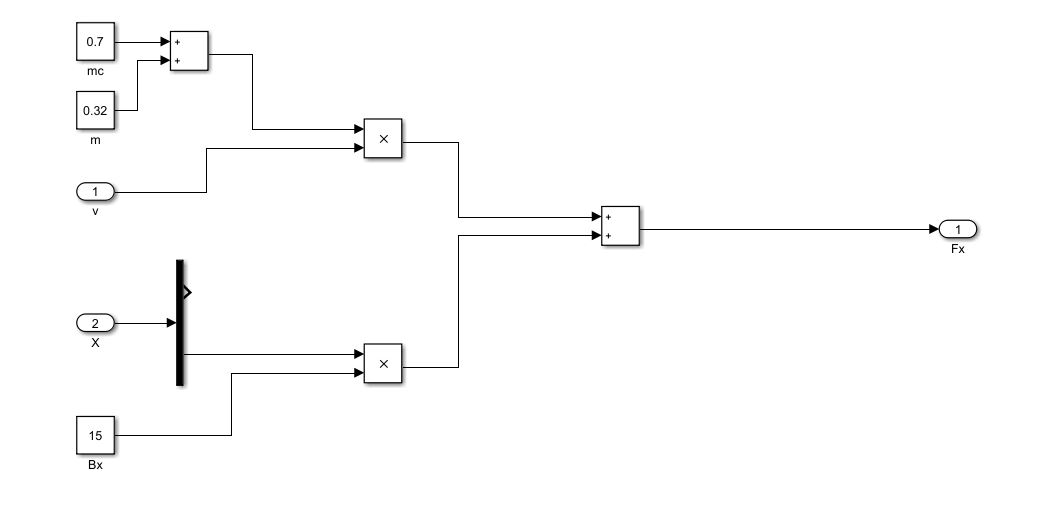 0.7
+
+
mc
0.32
m
×
1
v
+
+
1
Fx
2
X
×
15
Bx